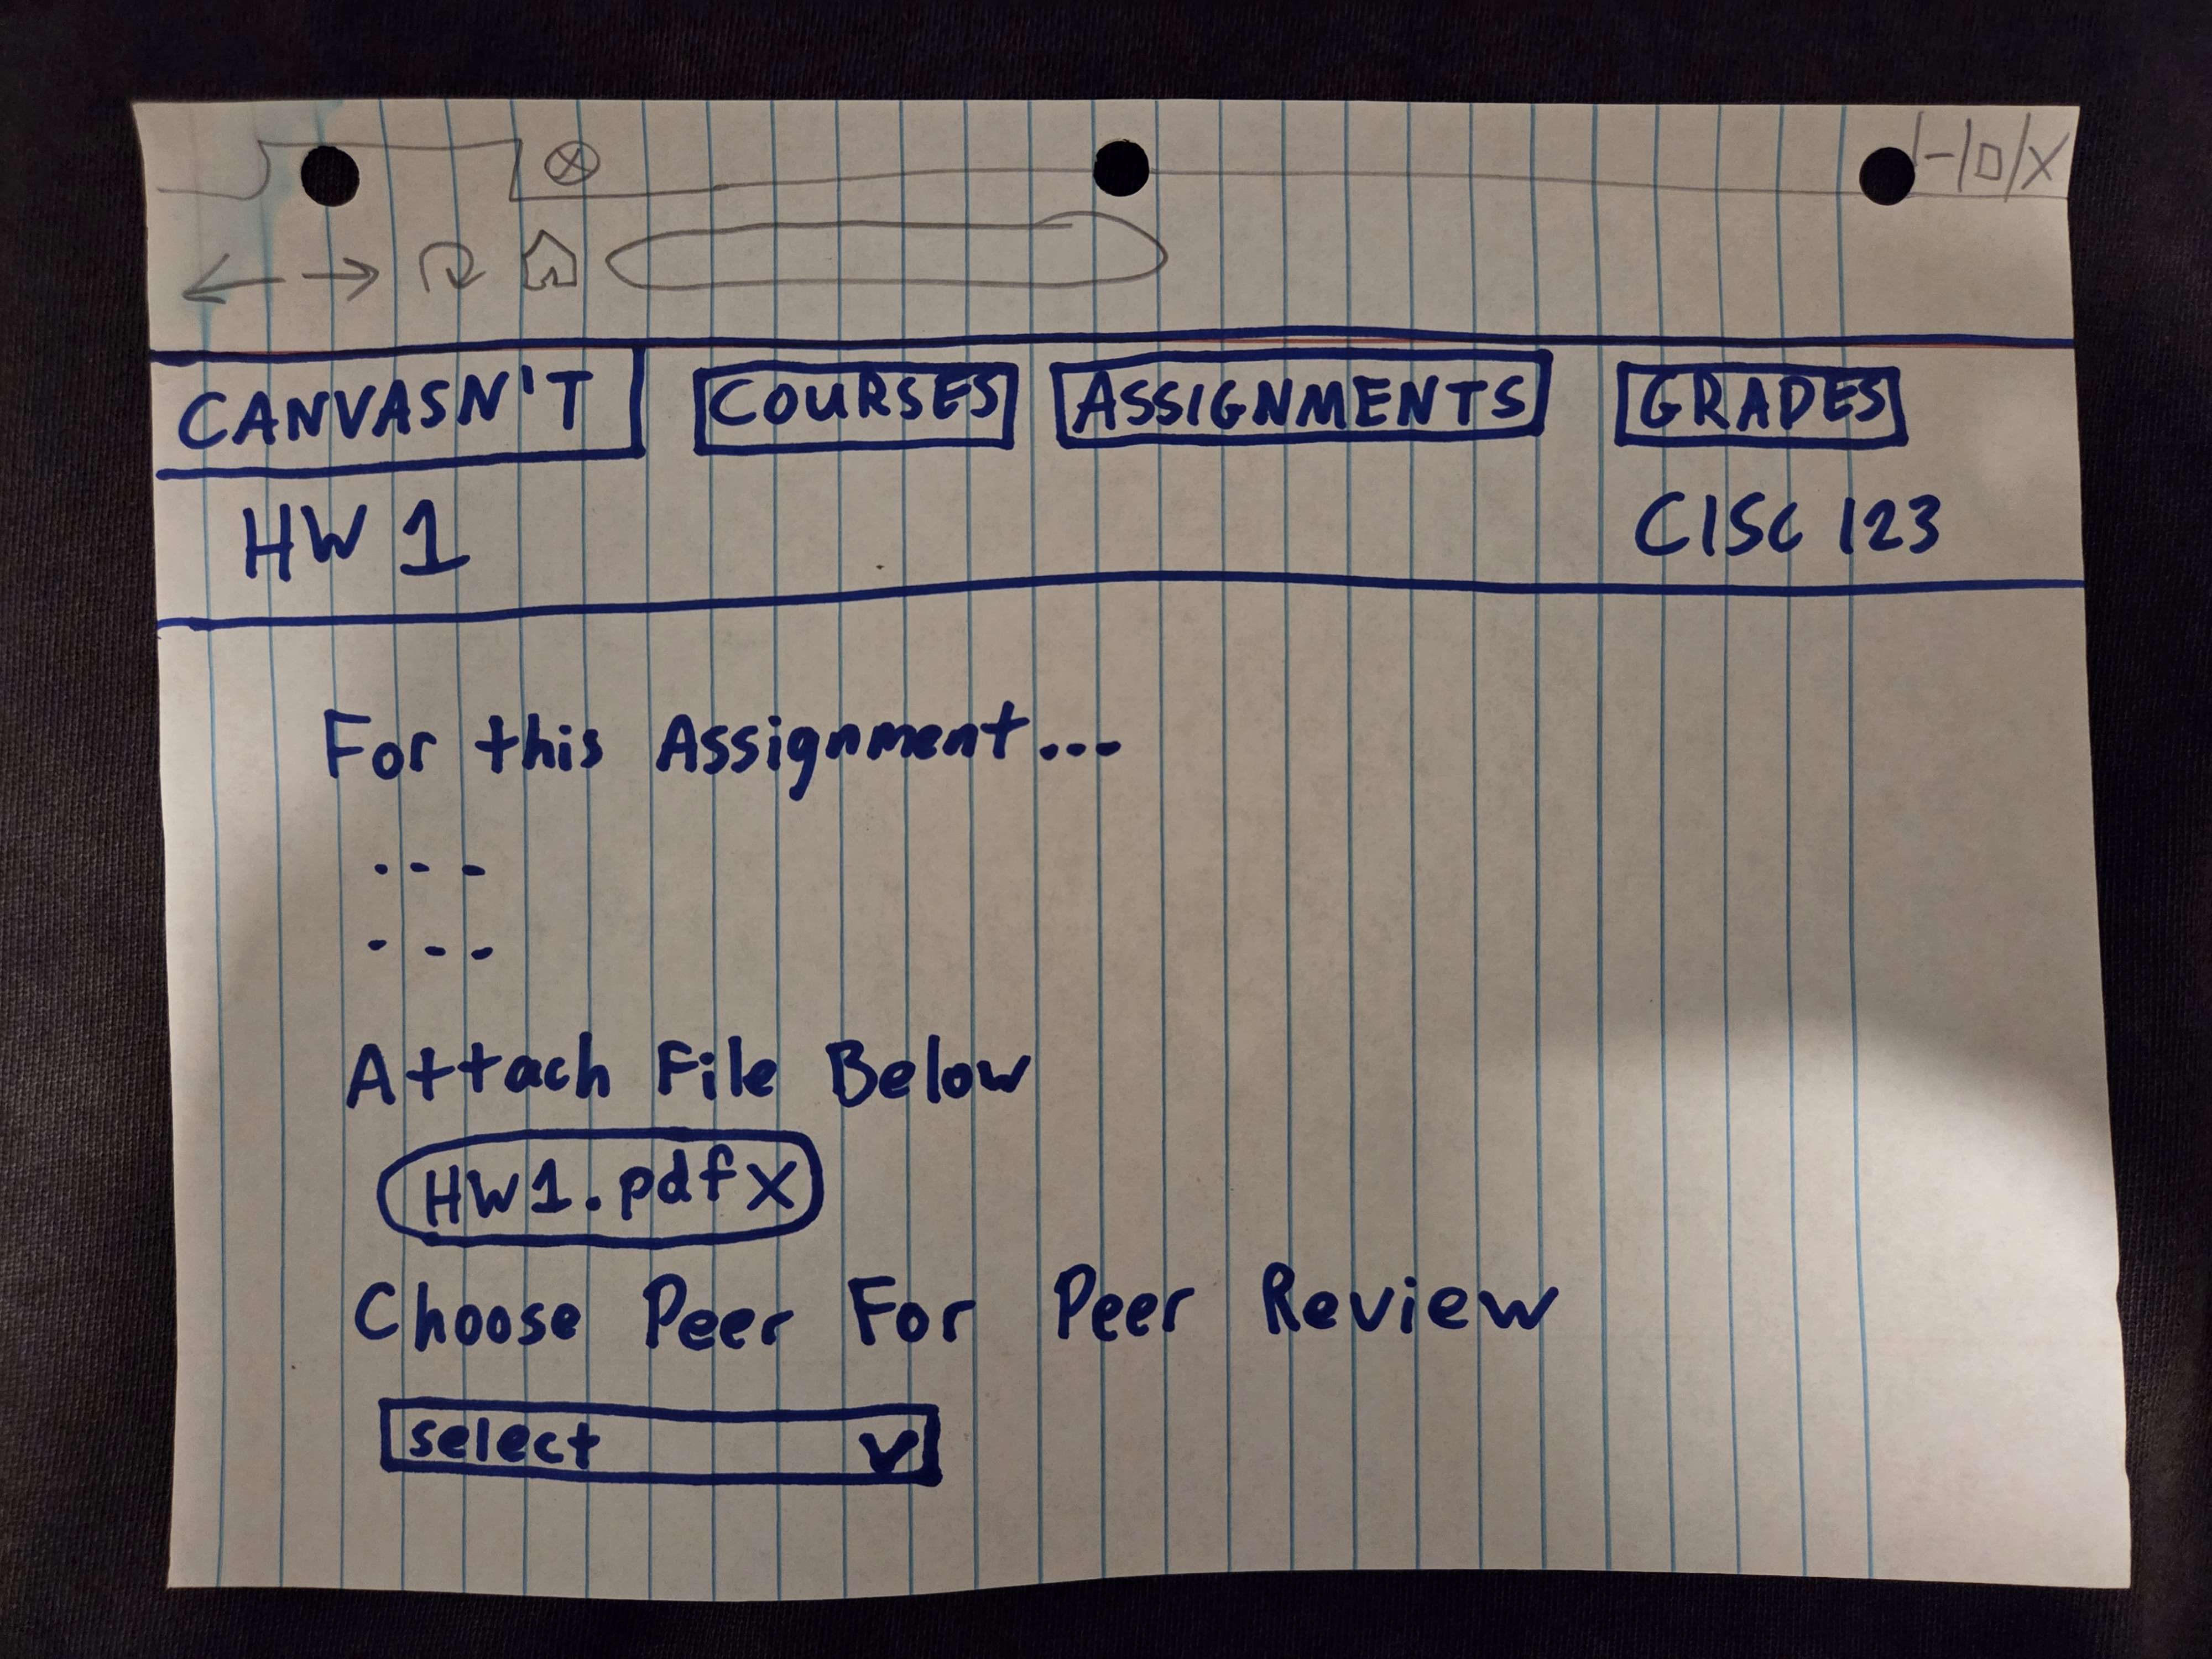 CANVASN'T COURSES ASSIGNMENTS GRADES
HW 1 CISC 123
For this Assignment...
...
...
Attach File Below
HW1.pdf X
Choose Peer For Peer Review
select